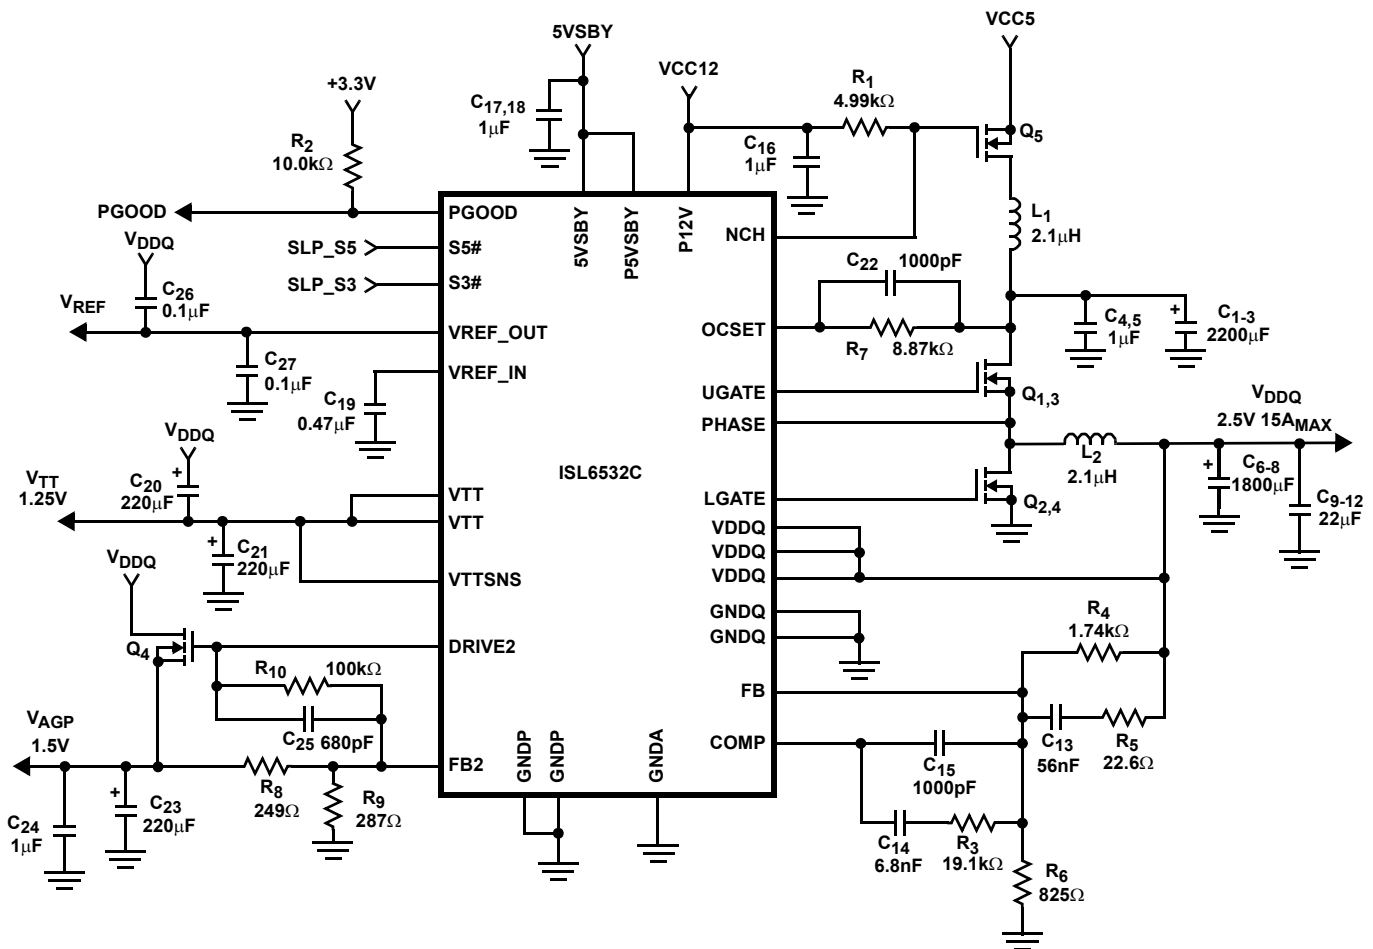 5VSBY
VCC5
VCC12
+3.3V
C17,18
1μF
R1
4.99kΩ
Q5
R2
10.0kΩ
C16
1μF
PGOOD
PGOOD
5VSBY
P5VSBY
P12V
NCH
L1
2.1μH
VDDQ
SLP_S5
S5#
SLP_S3
S3#
C22
1000pF
C26
0.1μF
VREF
VREF_OUT
OCSET
R7
8.87kΩ
C4,5
1μF
C1-3
+
2200μF
C27
0.1μF
VREF_IN
UGATE
Q1,3
C19
0.47μF
PHASE
VDDQ
2.5V 15AMAX
VDDQ
+
C20
220μF
ISL6532C
L2
2.1μH
+
C6-8
1800μF
C9-12
22μF
VTT
1.25V
VTT
VTT
LGATE
Q2,4
VDDQ
VDDQ
VDDQ
+
C21
220μF
VDDQ
VTTSNS
GNDQ
GNDQ
R4
1.74kΩ
Q4
DRIVE2
R10
100kΩ
FB
C25 680pF
VAGP
1.5V
GNDP
GNDP
GNDA
COMP
C13
56nF
R5
22.6Ω
FB2
C15
1000pF
R8
249Ω
R9
287Ω
+
C23
220μF
C24
1μF
C14
6.8nF
R3
19.1kΩ
R6
825Ω